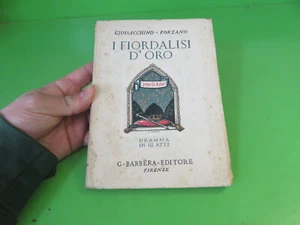 GIOVACCHINO - FORZANO
I FIORDALISI
D'ORO
DRAMMA
IN III ATTI
G - BARBÈRA - EDITORE
FIRENZE